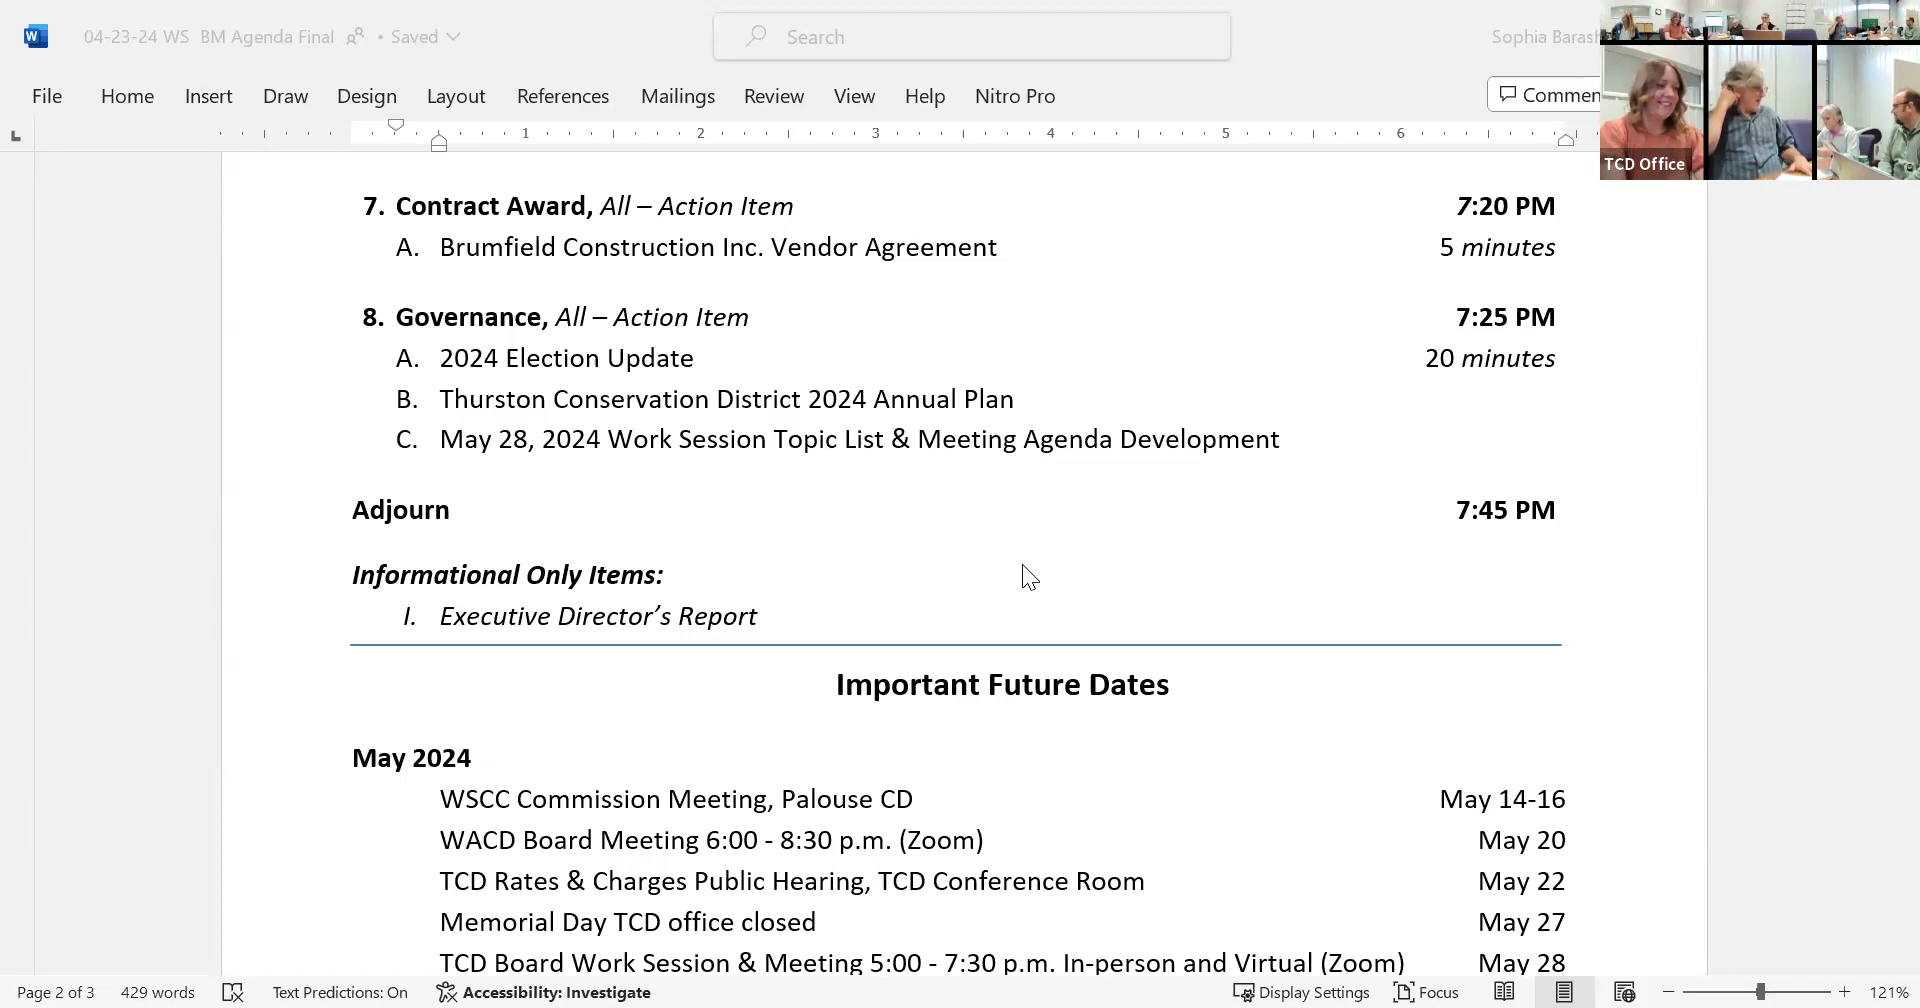 04-23-24 WS BM Agenda Final • Saved
Search
Sophia Baras
File Home Insert Draw Design Layout References Mailings Review View Help Nitro Pro
Commen
TCD Office
1 2 3 4 5 6
7. Contract Award, All – Action Item 7:20 PM
A. Brumfield Construction Inc. Vendor Agreement 5 minutes
8. Governance, All – Action Item 7:25 PM
A. 2024 Election Update 20 minutes
B. Thurston Conservation District 2024 Annual Plan
C. May 28, 2024 Work Session Topic List & Meeting Agenda Development
Adjourn 7:45 PM
Informational Only Items:
I. Executive Director’s Report
Important Future Dates
May 2024
WSCC Commission Meeting, Palouse CD May 14-16
WACD Board Meeting 6:00 - 8:30 p.m. (Zoom) May 20
TCD Rates & Charges Public Hearing, TCD Conference Room May 22
Memorial Day TCD office closed May 27
TCD Board Work Session & Meeting 5:00 - 7:30 p.m. In-person and Virtual (Zoom) May 28
Page 2 of 3 429 words Text Predictions: On Accessibility: Investigate Display Settings Focus 121%